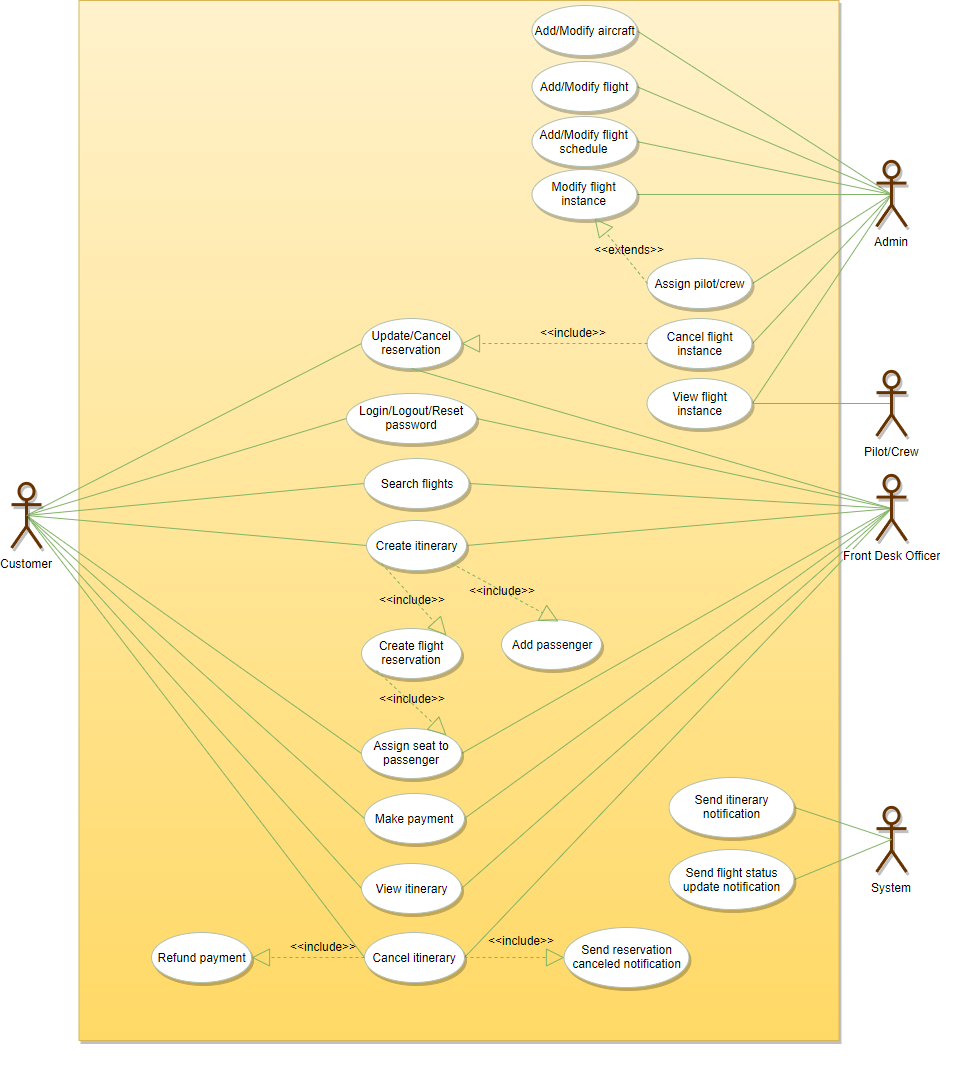 Add/Modify aircraft
Add/Modify flight
Add/Modify flight
schedule
Modify flight
instance
Admin
<<extends>>
Assign pilot/crew
Update/Cancel
reservation
<<include>>
Cancel flight
instance
View flight
instance
Login/Logout/Reset
password
Pilot/Crew
Search flights
Customer
Create itinerary
Front Desk Officer
<<include>>
<<include>>
Create flight
reservation
Add passenger
<<include>>
Assign seat to
passenger
Make payment
Send itinerary
notification
Send flight status
update notification
System
View itinerary
Refund payment
<<include>>
Cancel itinerary
<<include>>
Send reservation
canceled notification